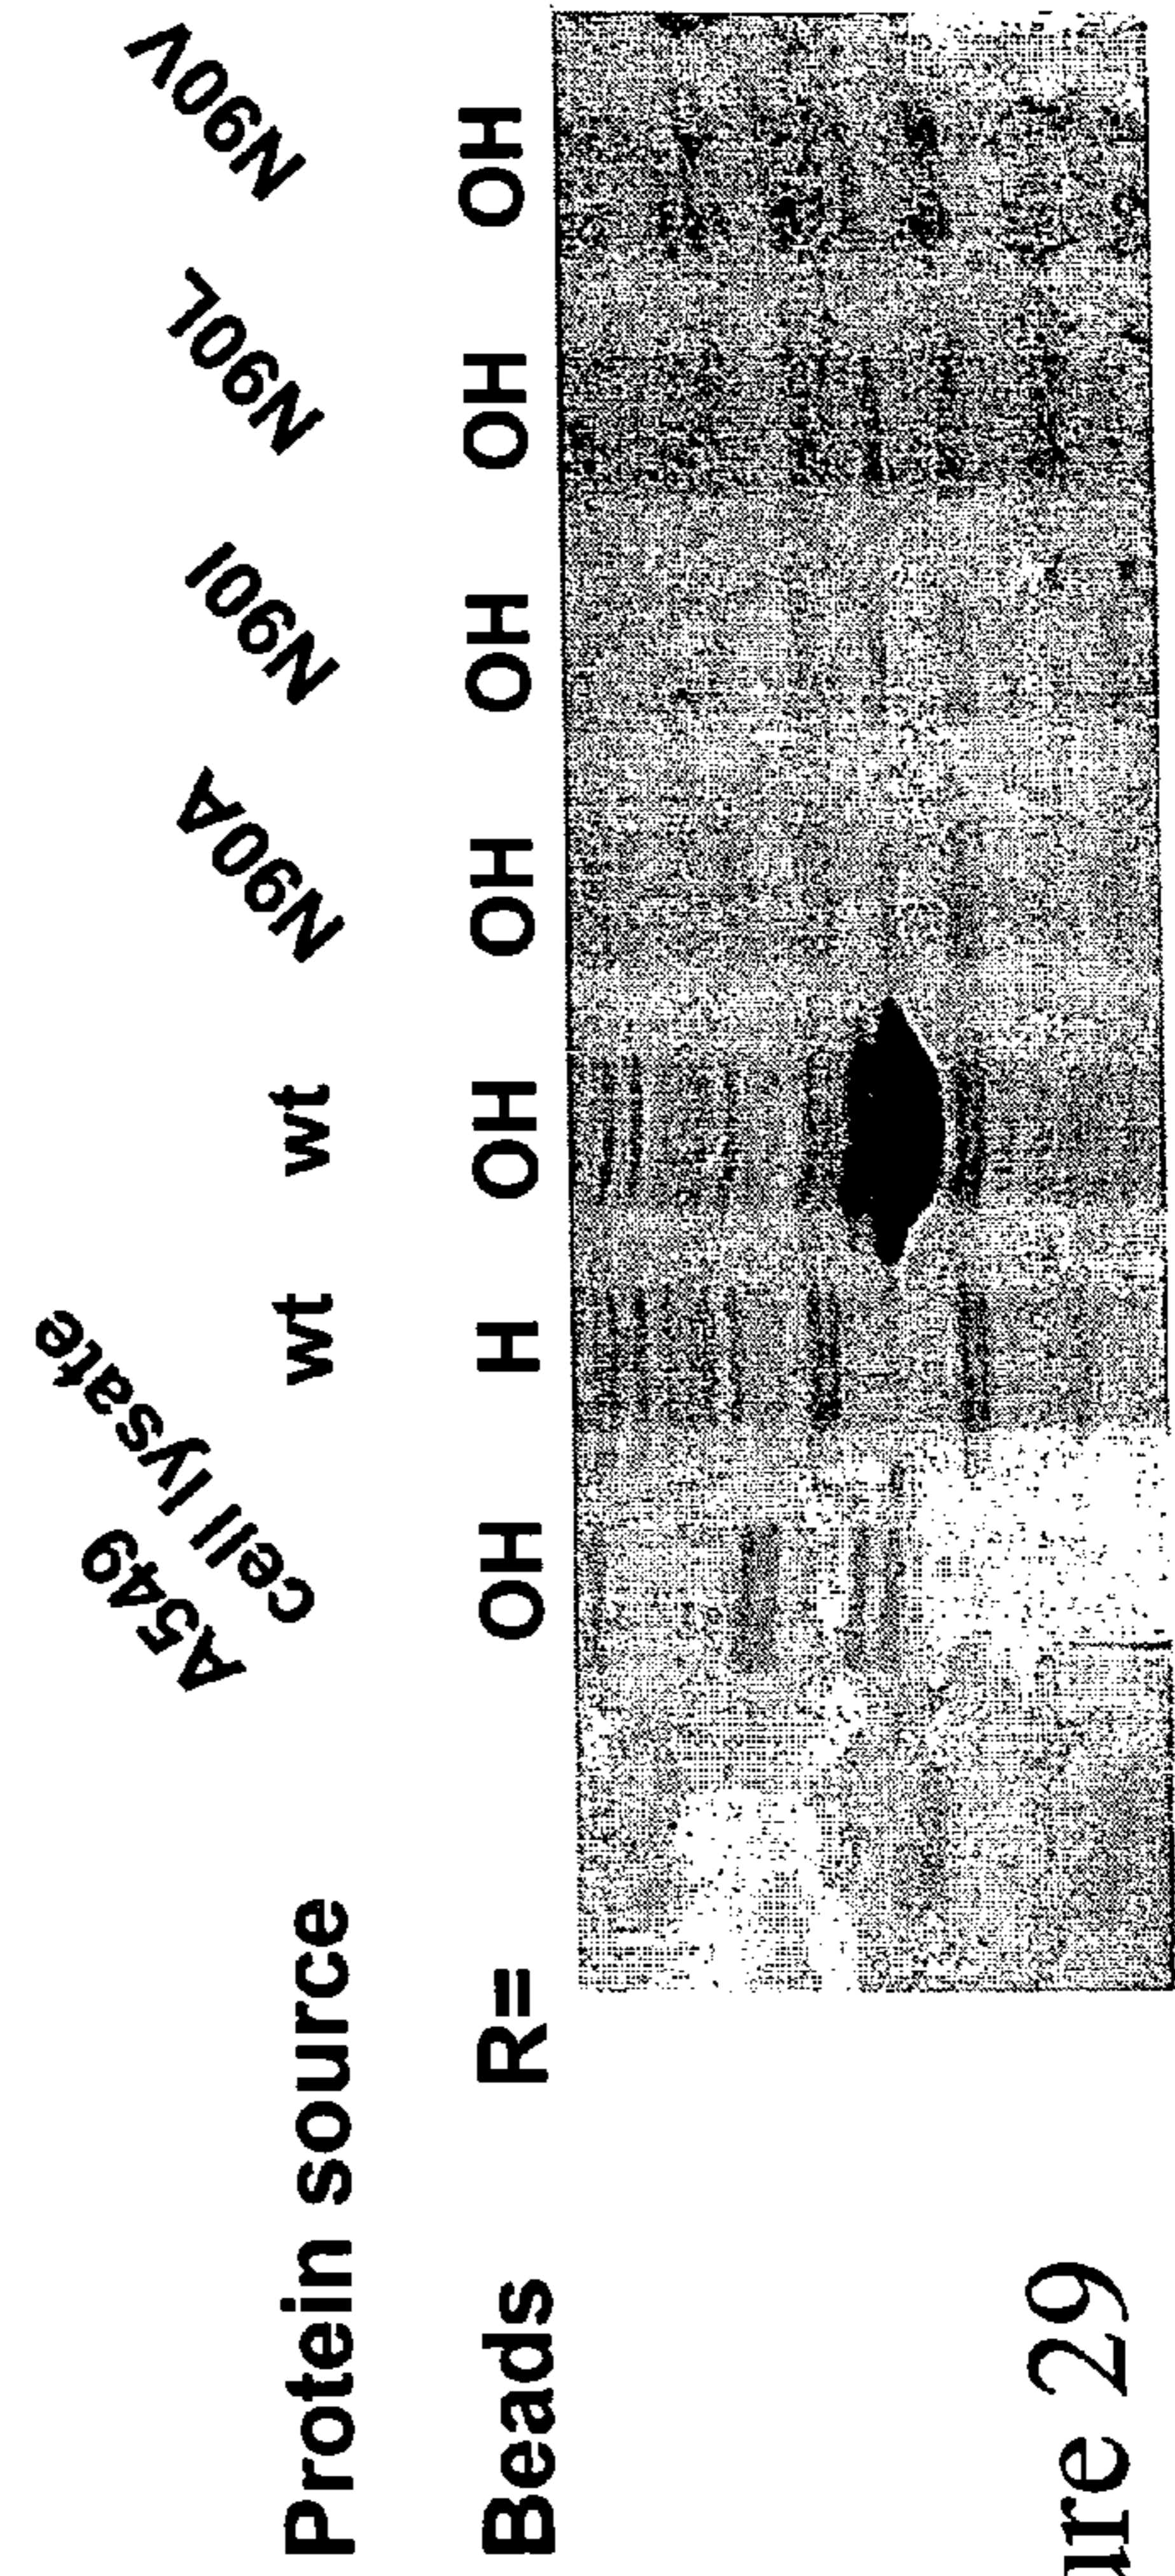 Protein source A549 cell lysate wt wt N90A N90I N90L N90V
Beads R= OH H OH OH OH OH OH
ure 29